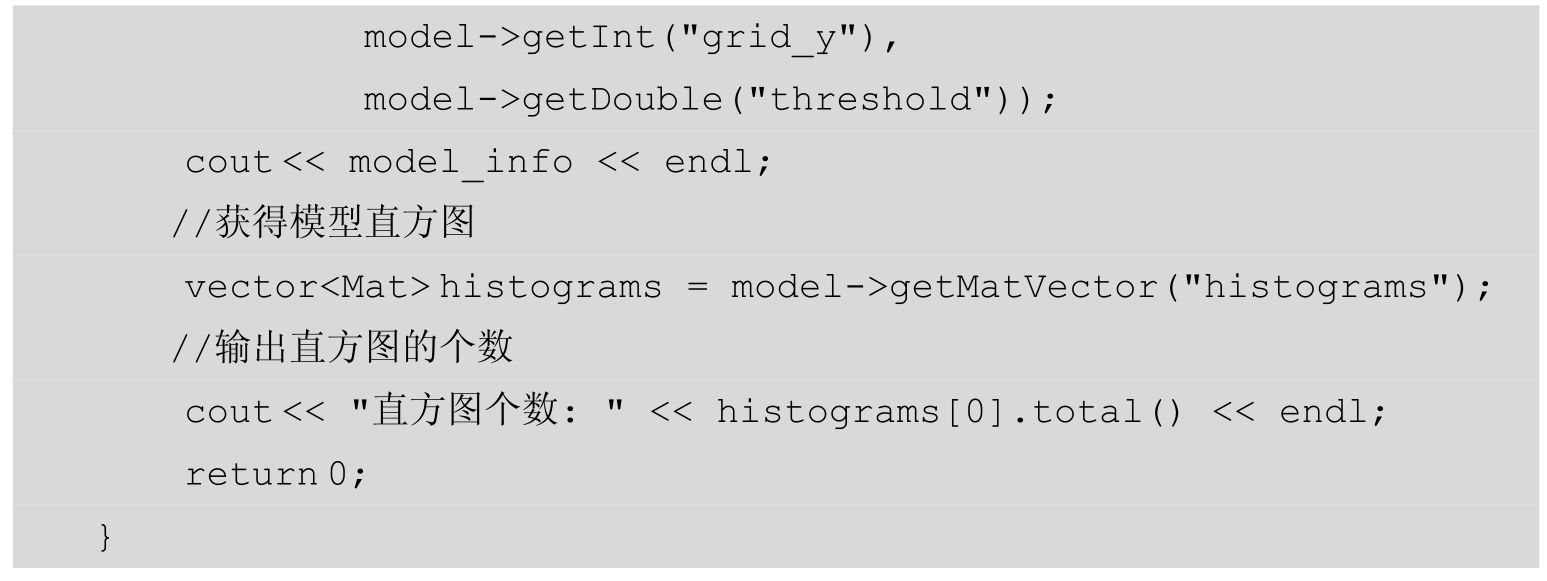 model->getInt("grid_y"),
model->getDouble("threshold"));
cout << model_info << endl;
//获得模型直方图
vector<Mat> histograms = model->getMatVector("histograms");
//输出直方图的个数
cout << "直方图个数: " << histograms[0].total() << endl;
return 0;
}